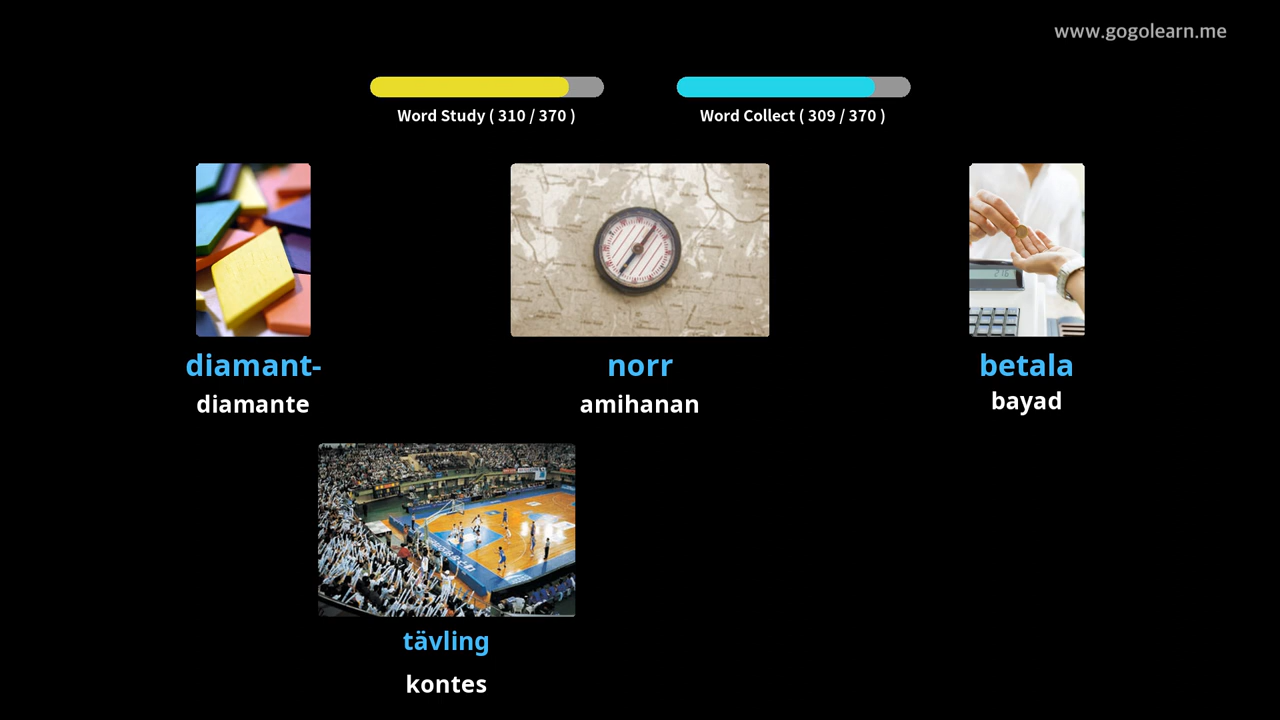 www.gogolearn.me
Word Study ( 310 / 370 )
Word Collect ( 309 / 370 )
diamant-
diamante
norr
amihanan
betala
bayad
tävling
kontes